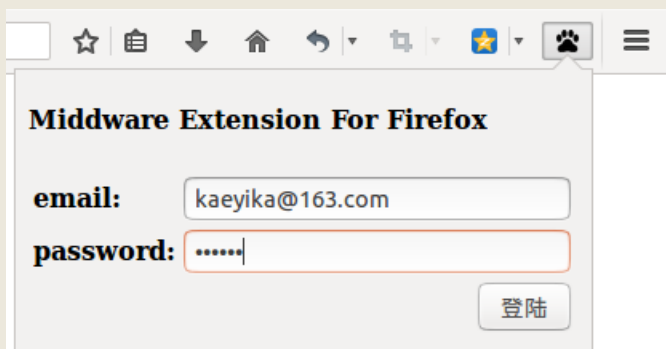 Middware Extension For Firefox
email: kaeyika@163.com
password: ••••••
登陆